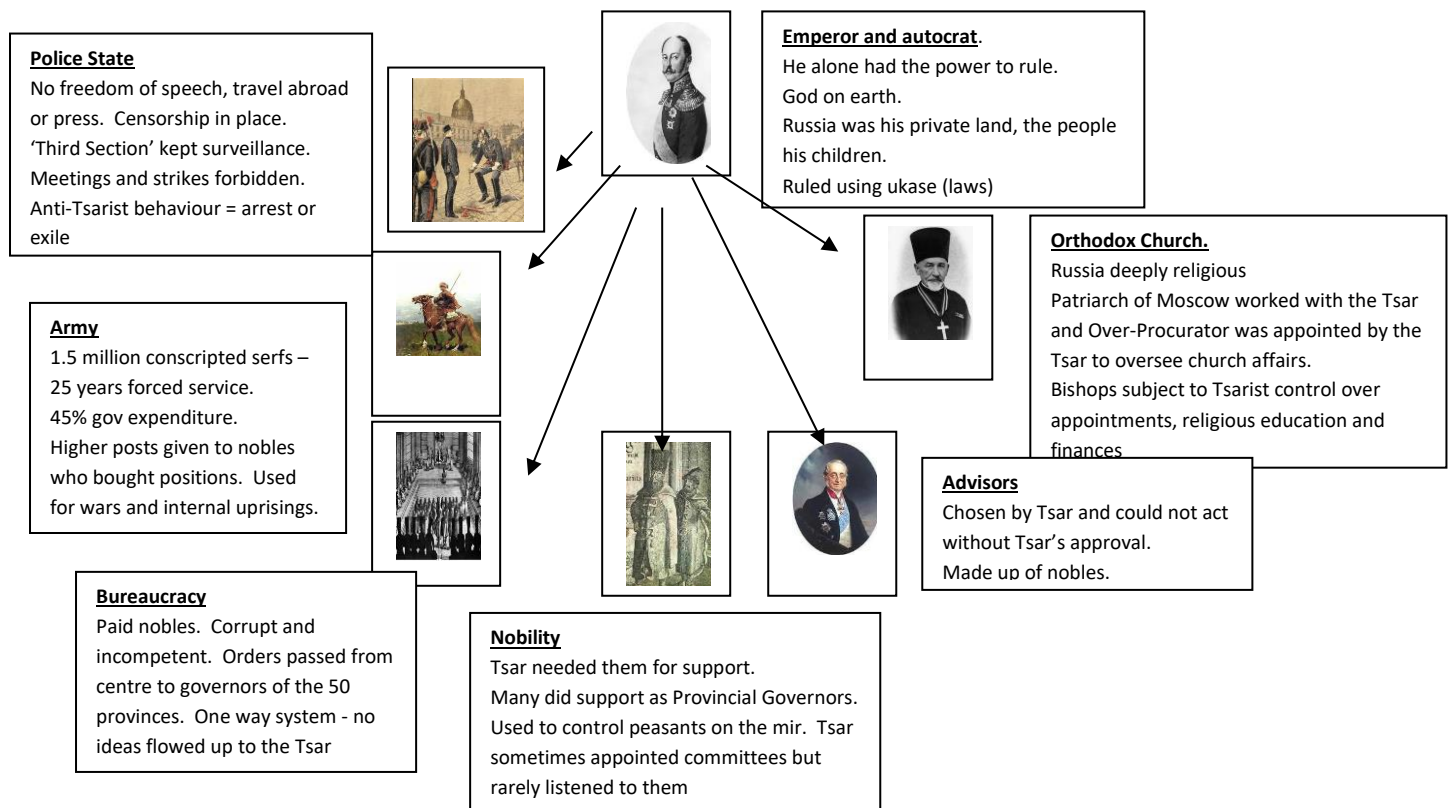 Police State
No freedom of speech, travel abroad
or press. Censorship in place.
'Third Section' kept surveillance.
Meetings and strikes forbidden.
Anti-Tsarist behaviour = arrest or
exile
Emperor and autocrat.
He alone had the power to rule.
God on earth.
Russia was his private land, the people
his children.
Ruled using ukase (laws)
Orthodox Church.
Russia deeply religious
Patriarch of Moscow worked with the Tsar
and Over-Procurator was appointed by the
Tsar to oversee church affairs.
Bishops subject to Tsarist control over
appointments, religious education and
finances
Army
1.5 million conscripted serfs –
25 years forced service.
45% gov expenditure.
Higher posts given to nobles
who bought positions. Used
for wars and internal uprisings.
Advisors
Chosen by Tsar and could not act
without Tsar's approval.
Made up of nobles.
Bureaucracy
Paid nobles. Corrupt and
incompetent. Orders passed from
centre to governors of the 50
provinces. One way system - no
ideas flowed up to the Tsar
Nobility
Tsar needed them for support.
Many did support as Provincial Governors.
Used to control peasants on the mir. Tsar
sometimes appointed committees but
rarely listened to them